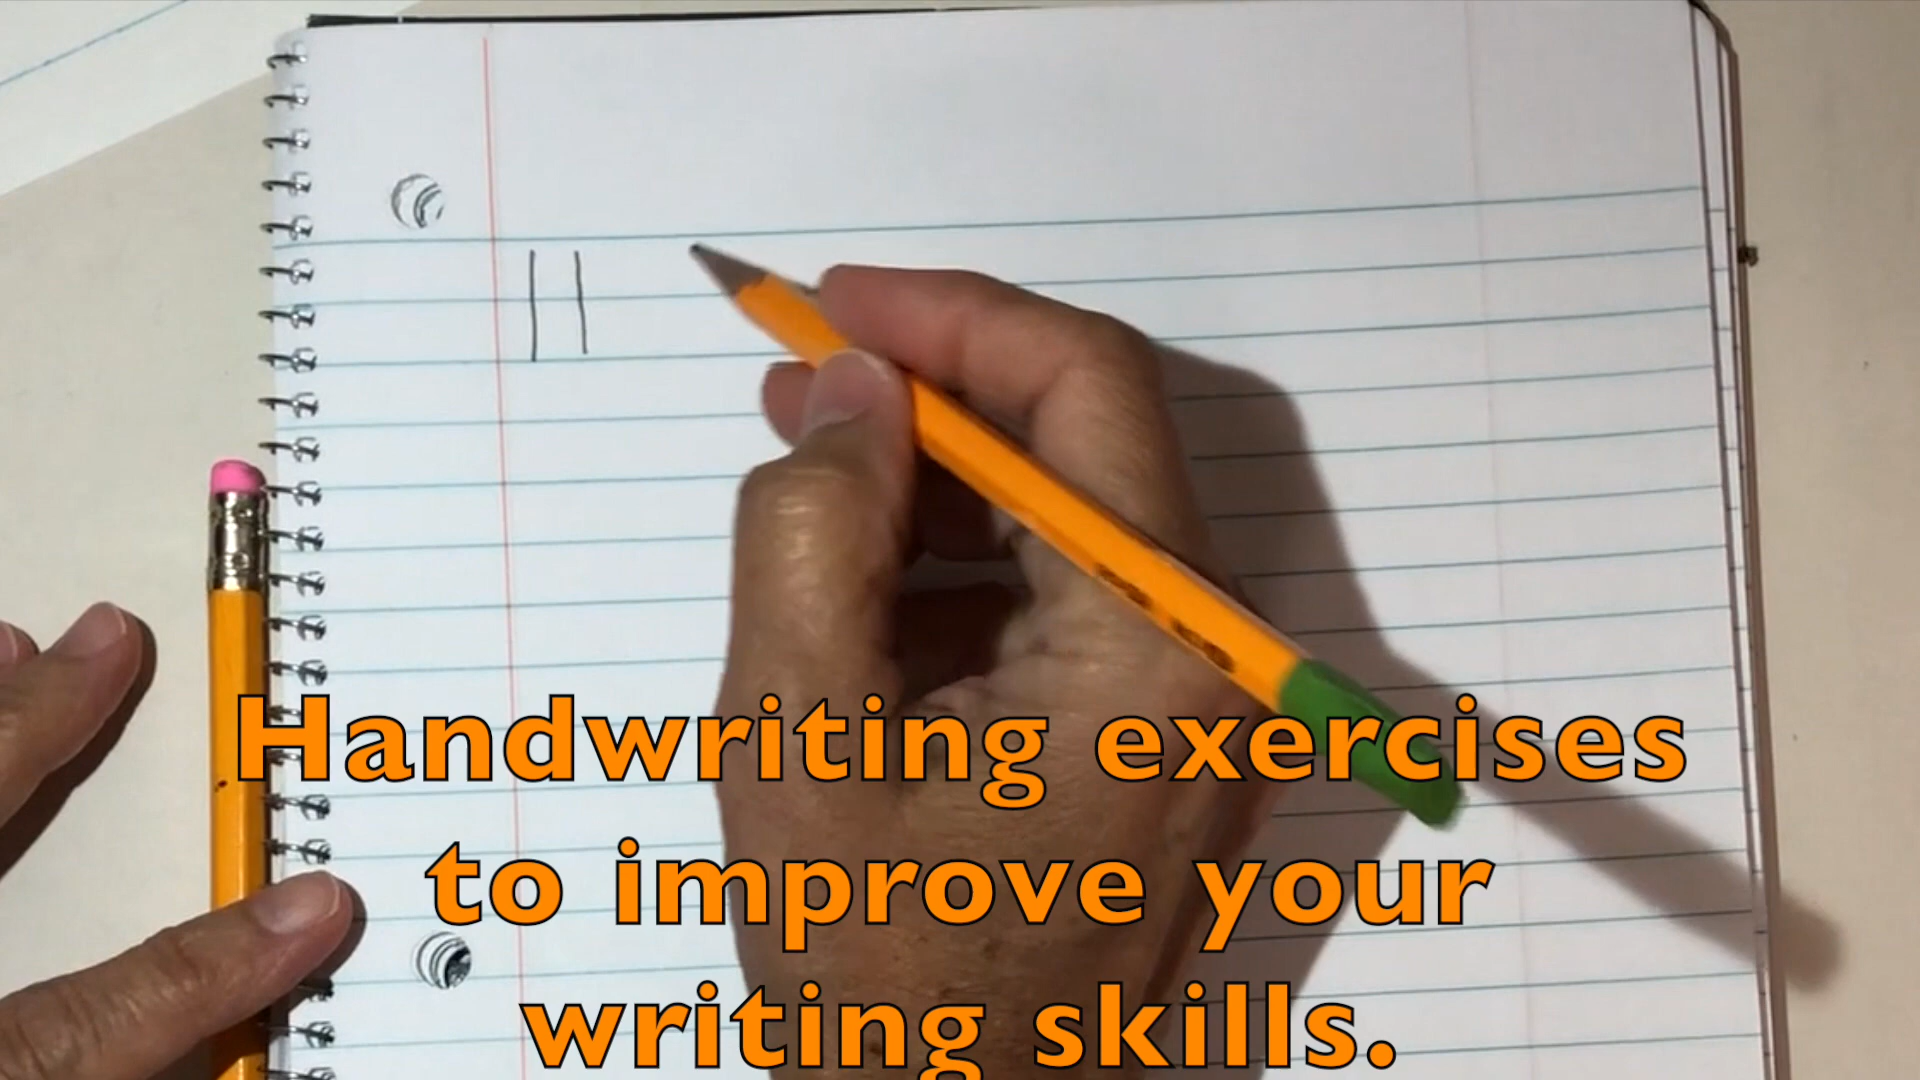 Handwriting exercises
to improve your
writing skills.